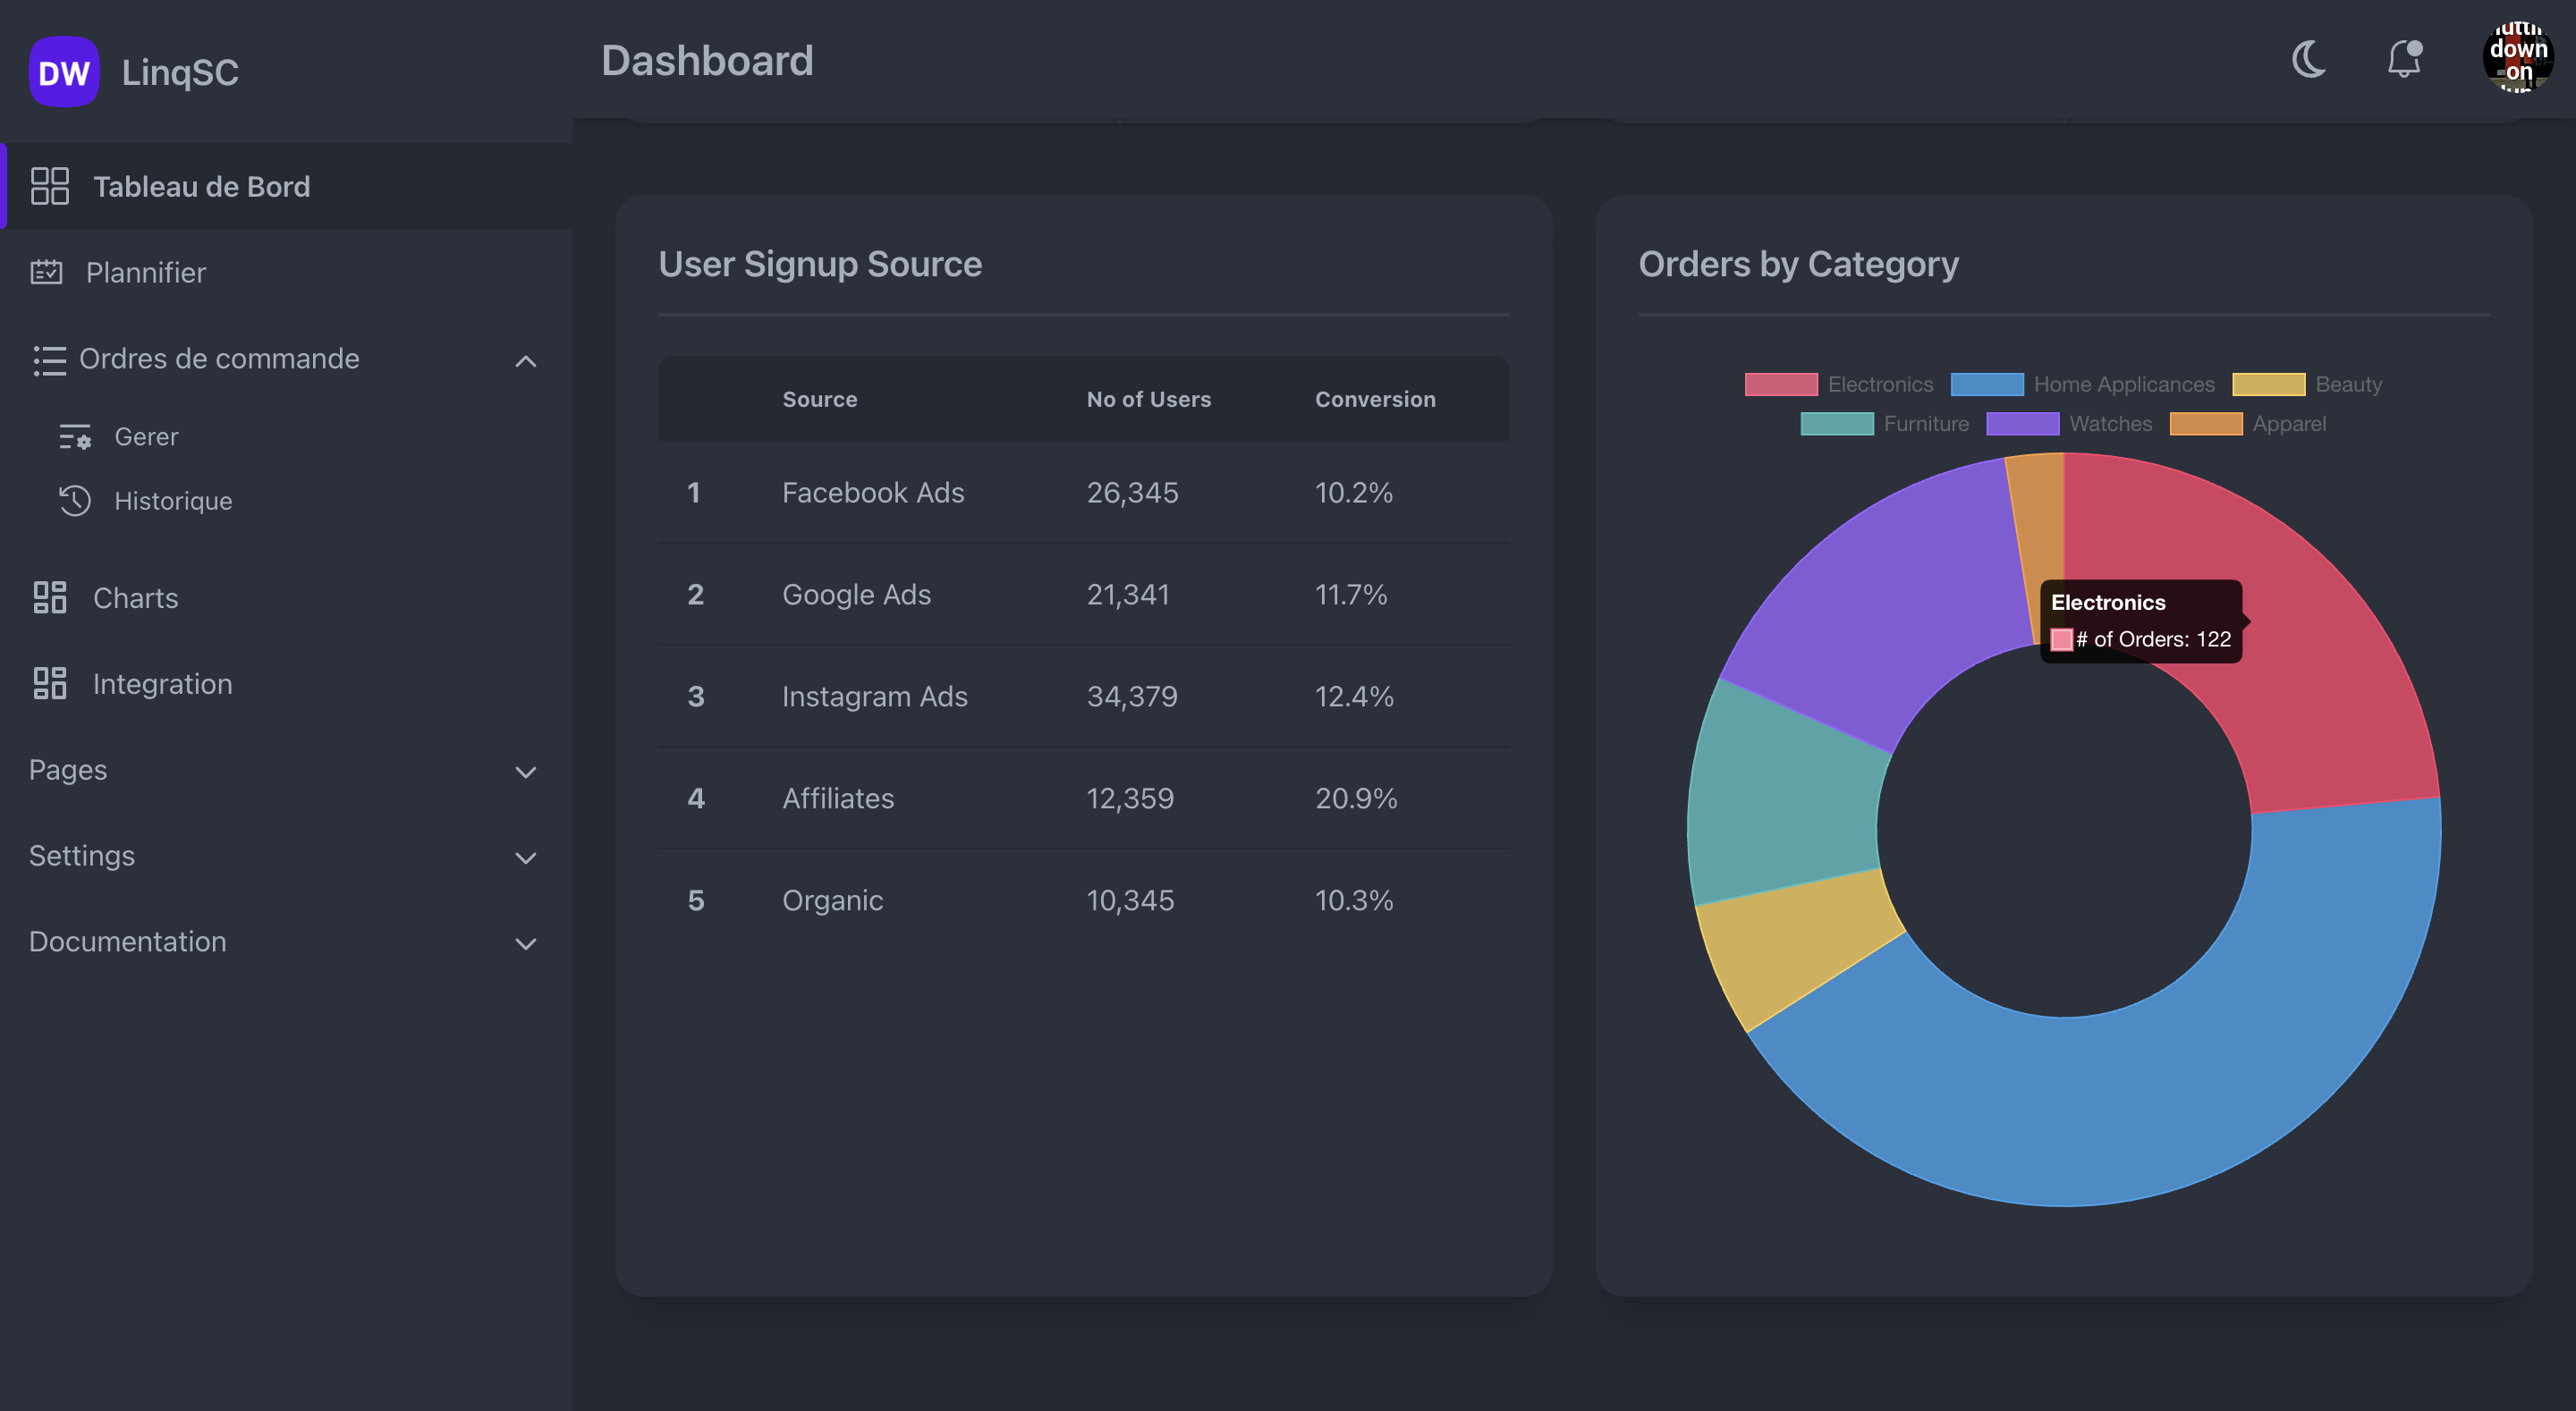 DW LinqSC
Dashboard
down
on
Tableau de Bord
Plannifier
Ordres de commande
Gerer
Historique
Charts
Integration
Pages
Settings
Documentation
User Signup Source
Source No of Users Conversion
1 Facebook Ads 26,345 10.2%
2 Google Ads 21,341 11.7%
3 Instagram Ads 34,379 12.4%
4 Affiliates 12,359 20.9%
5 Organic 10,345 10.3%
Orders by Category
Electronics Home Applicances Beauty
Furniture Watches Apparel
Electronics
# of Orders: 122